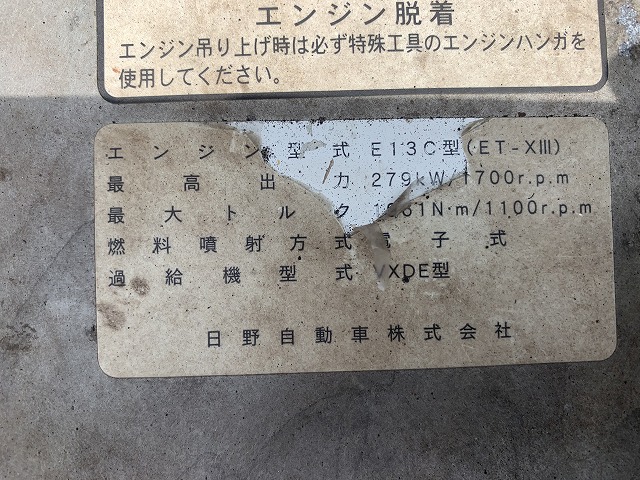 エンジン脱着
エンジン吊り上げ時は必ず特殊工具のエンジンハンガを
使用してください。
エンジン型式 E13C型(ET-XⅢ)
最高出力 279kW/1700r.p.m
最大トルク /1100r.p.m
燃料噴射方式 電子式
過給機型式 VXDE型
日野自動車株式会社